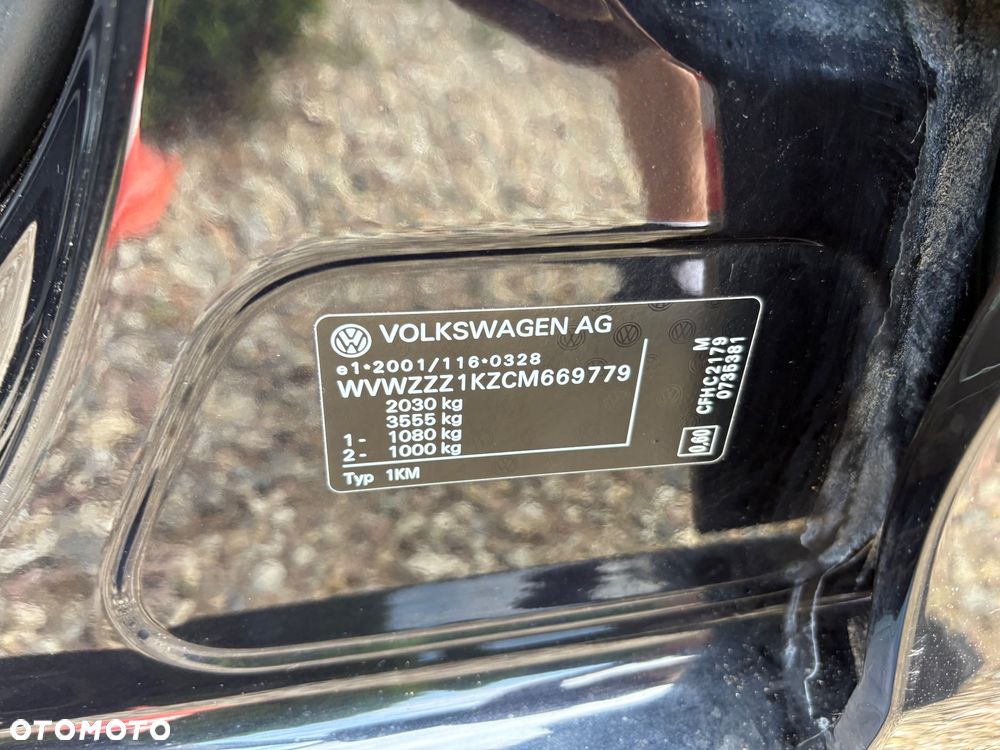 VOLKSWAGEN AG
e1*2001/116*0328
WVWZZZ1KZCM669779
2030 kg
3555 kg
1- 1080 kg
2- 1000 kg
Typ 1KM
0,60
CFHC2179 M
0735381
OTOMOTO